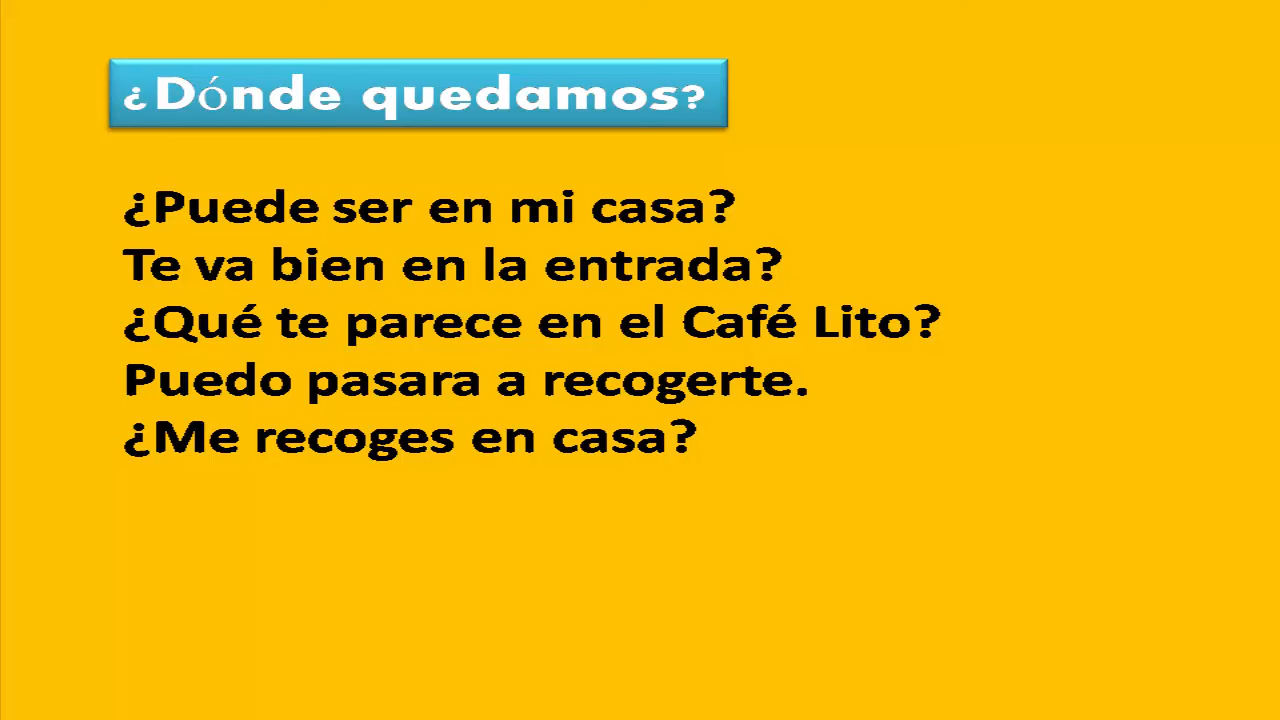 ¿Dónde quedamos?
¿Puede ser en mi casa?
Te va bien en la entrada?
¿Qué te parece en el Café Lito?
Puedo pasara a recogerte.
¿Me recoges en casa?